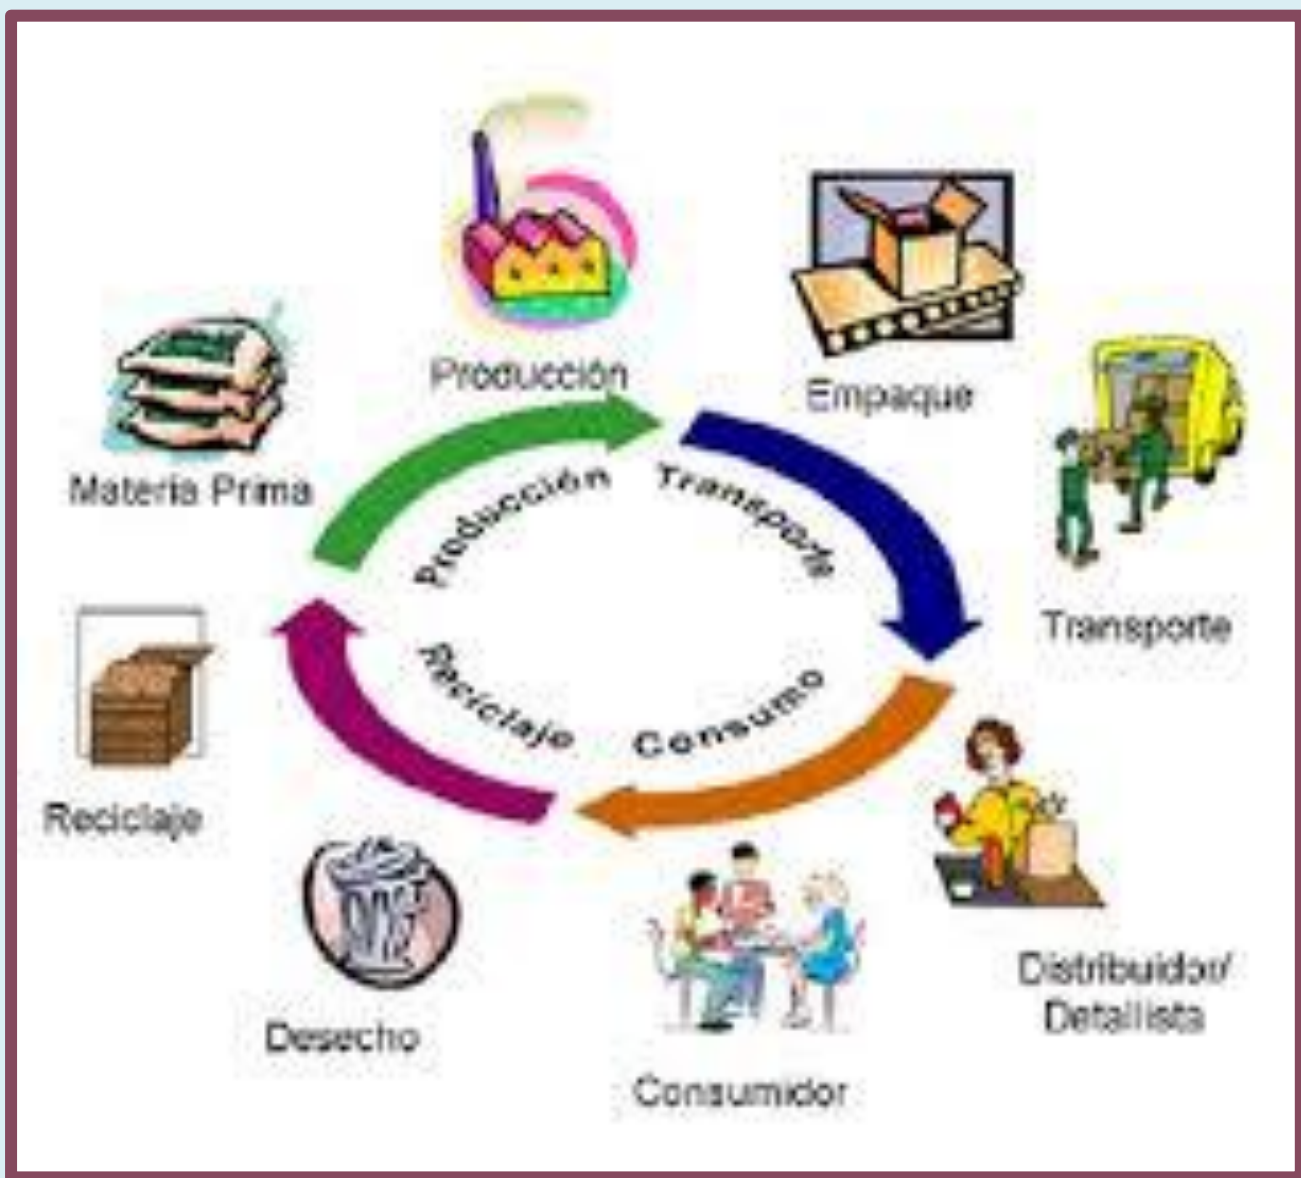 Producción
Empaque
Materia Prima
Producción
Transporte
Transporte
Reciclaje
Consumo
Reciclaje
Distribuidor/
Detallista
Desecho
Consumidor